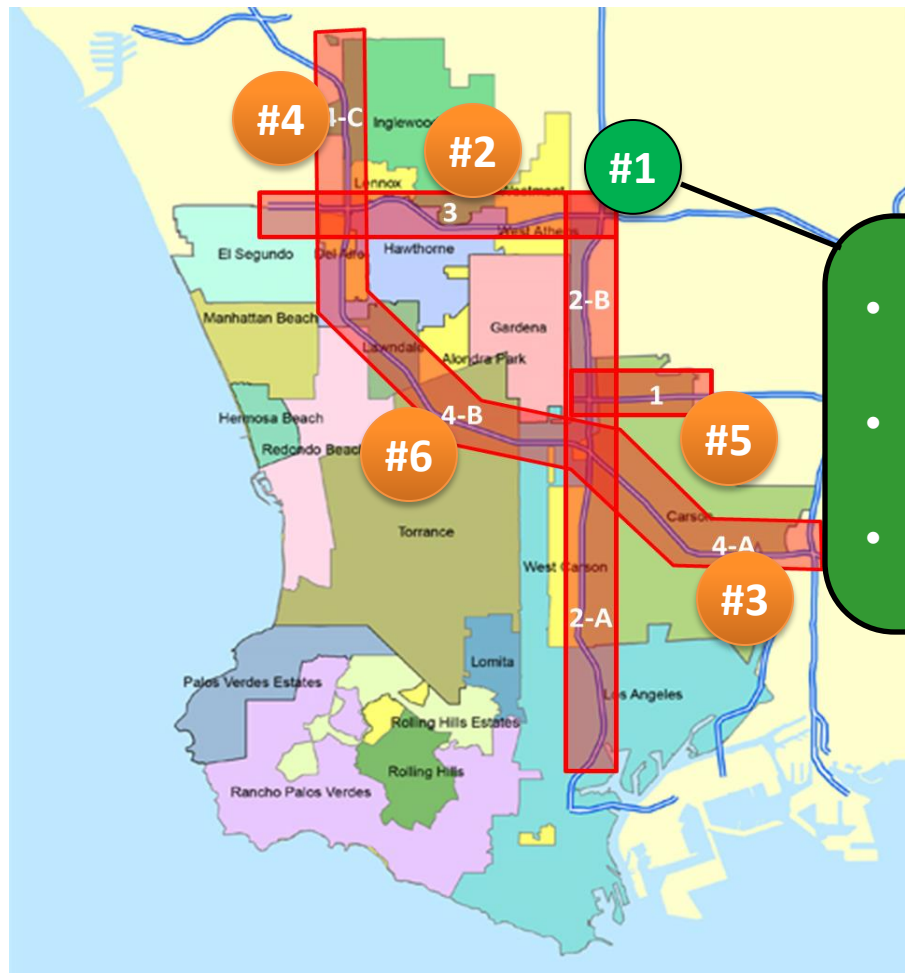 #4
4-C
Inglewood
#2
#1
Lennox
Westmont
3
West Athens
El Segundo
Del Aire
Hawthorne
2-B
Manhattan Beach
Gardena
Lawndale
Alondra Park
1
Hermosa Beach
4-B
Redondo Beach
#6
#5
Carson
Torrance
4-A
West Carson
#3
2-A
Lomita
Palos Verdes Estates
Los Angeles
Rolling Hills Estates
Rolling Hills
Rancho Palos Verdes